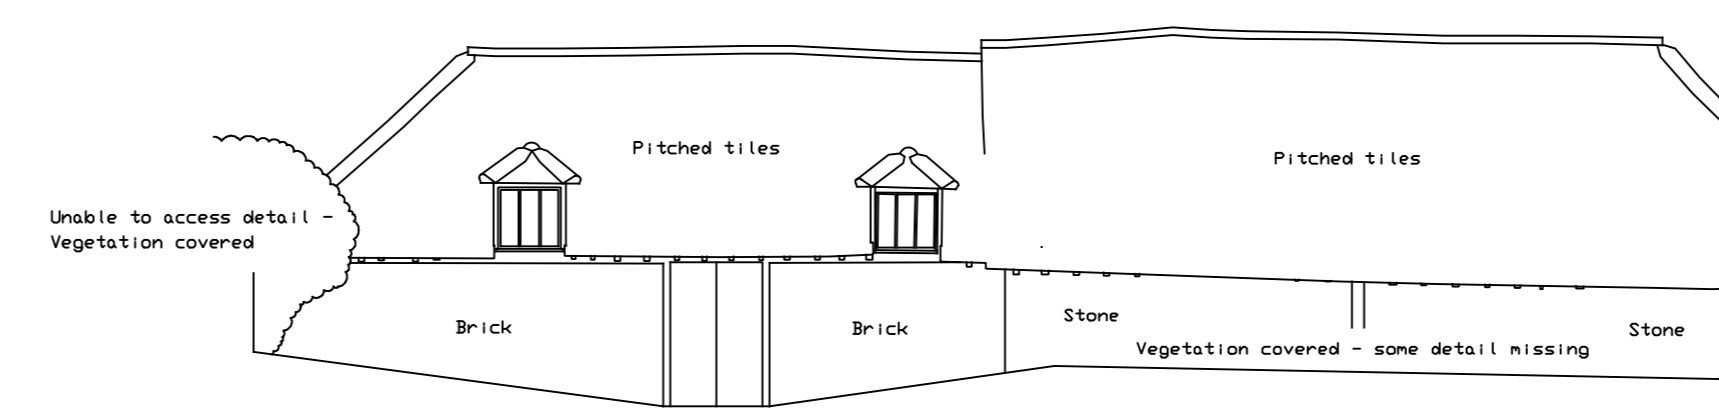 Pitched tiles
Pitched tiles
Unable to access detail -
Vegetation covered
Brick
Brick
Stone
Stone
Vegetation covered - some detail missing